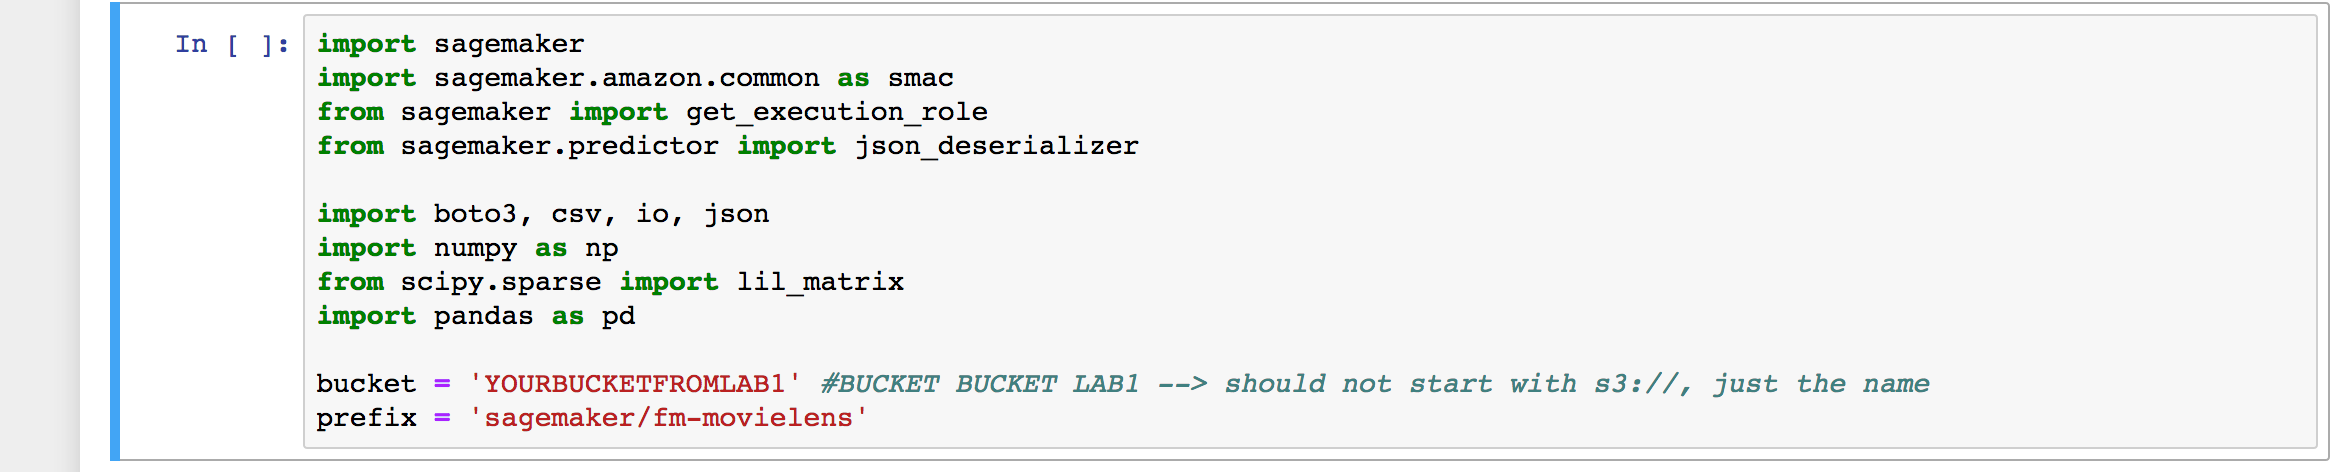 In [ ]: import sagemaker
import sagemaker.amazon.common as smac
from sagemaker import get_execution_role
from sagemaker.predictor import json_deserializer
import boto3, csv, io, json
import numpy as np
from scipy.sparse import lil_matrix
import pandas as pd
bucket = 'YOURBUCKETFROMLAB1' #BUCKET BUCKET LAB1 --> should not start with s3://, just the name
prefix = 'sagemaker/fm-movielens'